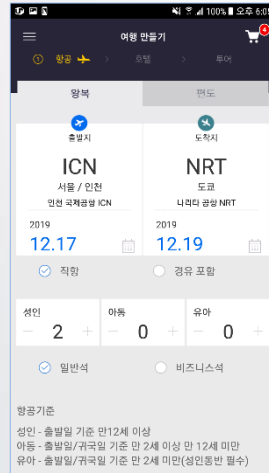 100% 오후 6:05
여행 만들기
① 항공 > 호텔 > 투어
왕복 편도
출발지 도착지
ICN NRT
서울 / 인천 도쿄
인천 국제공항 ICN 나리타 공항 NRT
2019 2019
12.17 12.19
직항 경유 포함
성인 아동 유아
− 2 + − 0 + − 0 +
일반석 비즈니스석
항공기준
성인 - 출발일 기준 만12세 이상
아동 - 출발일/귀국일 기준 만 2세 이상 만 12세 미만
유아 - 출발일/귀국일 기준 만 2세 미만(성인동반 필수)